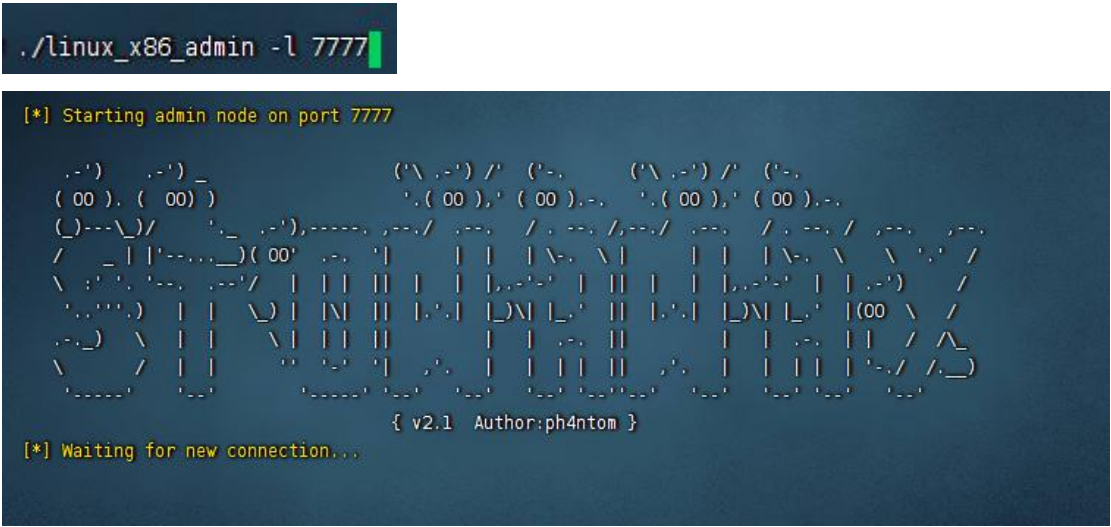 ./linux_x86_admin -l 7777
[*] Starting admin node on port 7777
{ v2.1  Author:ph4ntom }
[*] Waiting for new connection...